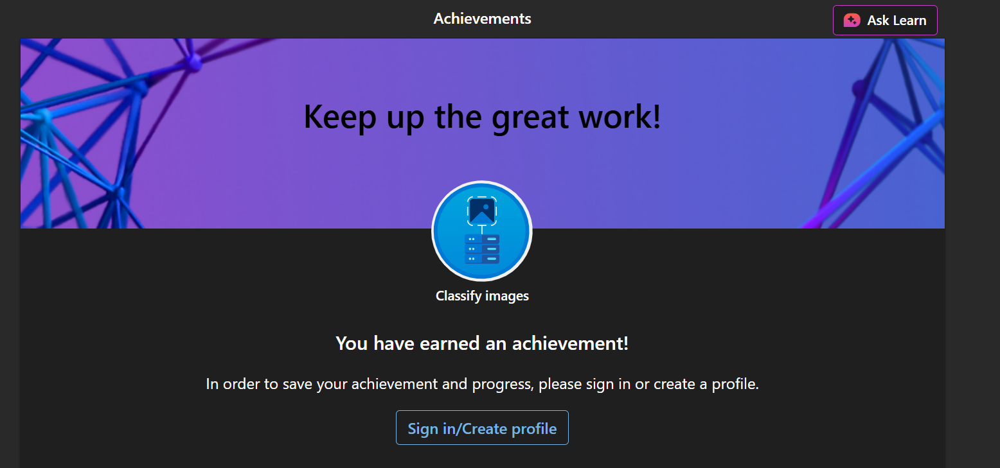 Achievements
Ask Learn
Keep up the great work!
Classify images
You have earned an achievement!
In order to save your achievement and progress, please sign in or create a profile.
Sign in/Create profile